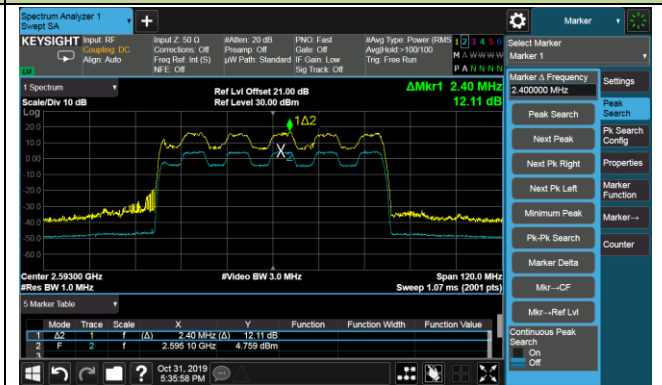 Spectrum Analyzer 1
Swept SA
+
Marker
KEYSIGHT
Input: RF
Coupling: DC
Align: Auto
Input Z: 50 Ω
Corrections: Off
Freq Ref: Int (S)
NFE: Off
#Atten: 20 dB
Preamp: Off
µW Path: Standard
PNO: Fast
Gate: Off
IF Gain: Low
Sig Track: Off
#Avg Type: Power (RMS
Avg|Hold:>100/100
Trig: Free Run
1 2 3 4 5 6
M A W W W W
P A N N N N
LXI
Select Marker
Marker 1
1 Spectrum
Scale/Div 10 dB
Log
Ref Lvl Offset 21.00 dB
Ref Level 30.00 dBm
ΔMkr1 2.40 MHz
12.11 dB
20.0
10.0
0.00
-10.0
-20.0
-30.0
-40.0
-50.0
-60.0
1Δ2
X2
Center 2.59300 GHz
#Res BW 1.0 MHz
#Video BW 3.0 MHz
Span 120.0 MHz
Sweep 1.07 ms (2001 pts)
5 Marker Table
Mode Trace Scale X Y Function Function Width Function Value
1 Δ2 1 f (Δ) 2.40 MHz (Δ) 12.11 dB
2 F 2 f 2.595 10 GHz 4.759 dBm
3
Marker Δ Frequency
2.400000 MHz
Peak Search
Next Peak
Next Pk Right
Next Pk Left
Minimum Peak
Pk-Pk Search
Marker Delta
Mkr→CF
Mkr→Ref Lvl
Continuous Peak
Search
On
Off
Settings
Peak
Search
Pk Search
Config
Properties
Marker
Function
Marker→
Counter
?
Oct 31, 2019
5:35:58 PM